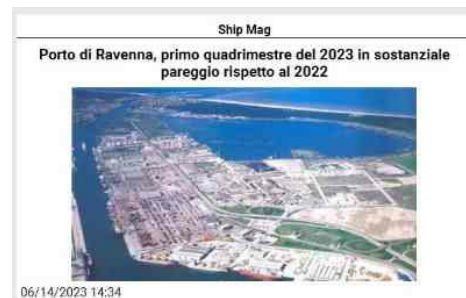 Ship Mag
Porto di Ravenna, primo quadrimestre del 2023 in sostanziale
pareggio rispetto al 2022
06/14/2023 14:34